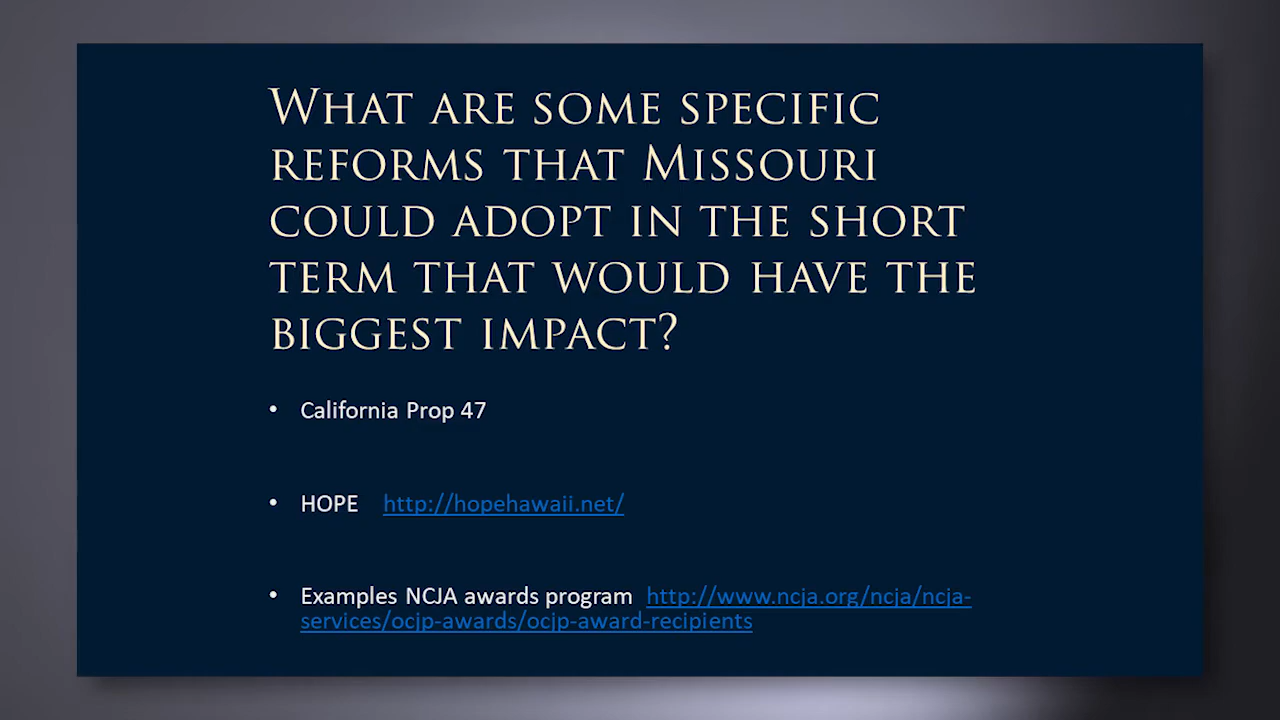 What are some specific
reforms that Missouri
could adopt in the short
term that would have the
biggest impact?
• California Prop 47
• HOPE http://hopehawaii.net/
• Examples NCJA awards program http://www.ncja.org/ncja/ncja-
services/ocjp-awards/ocjp-award-recipients